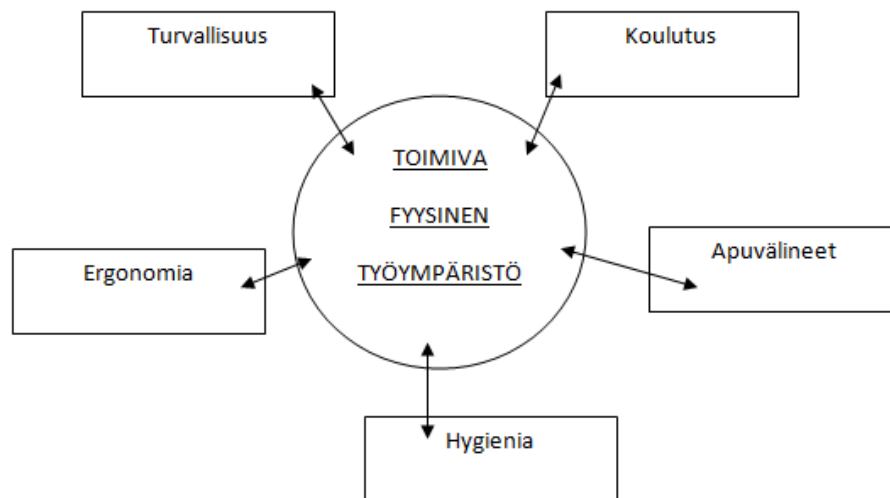 Turvallisuus
Koulutus
TOIMIVA
FYYSINEN
TYÖYMPÄRISTÖ
Ergonomia
Apuvälineet
Hygienia